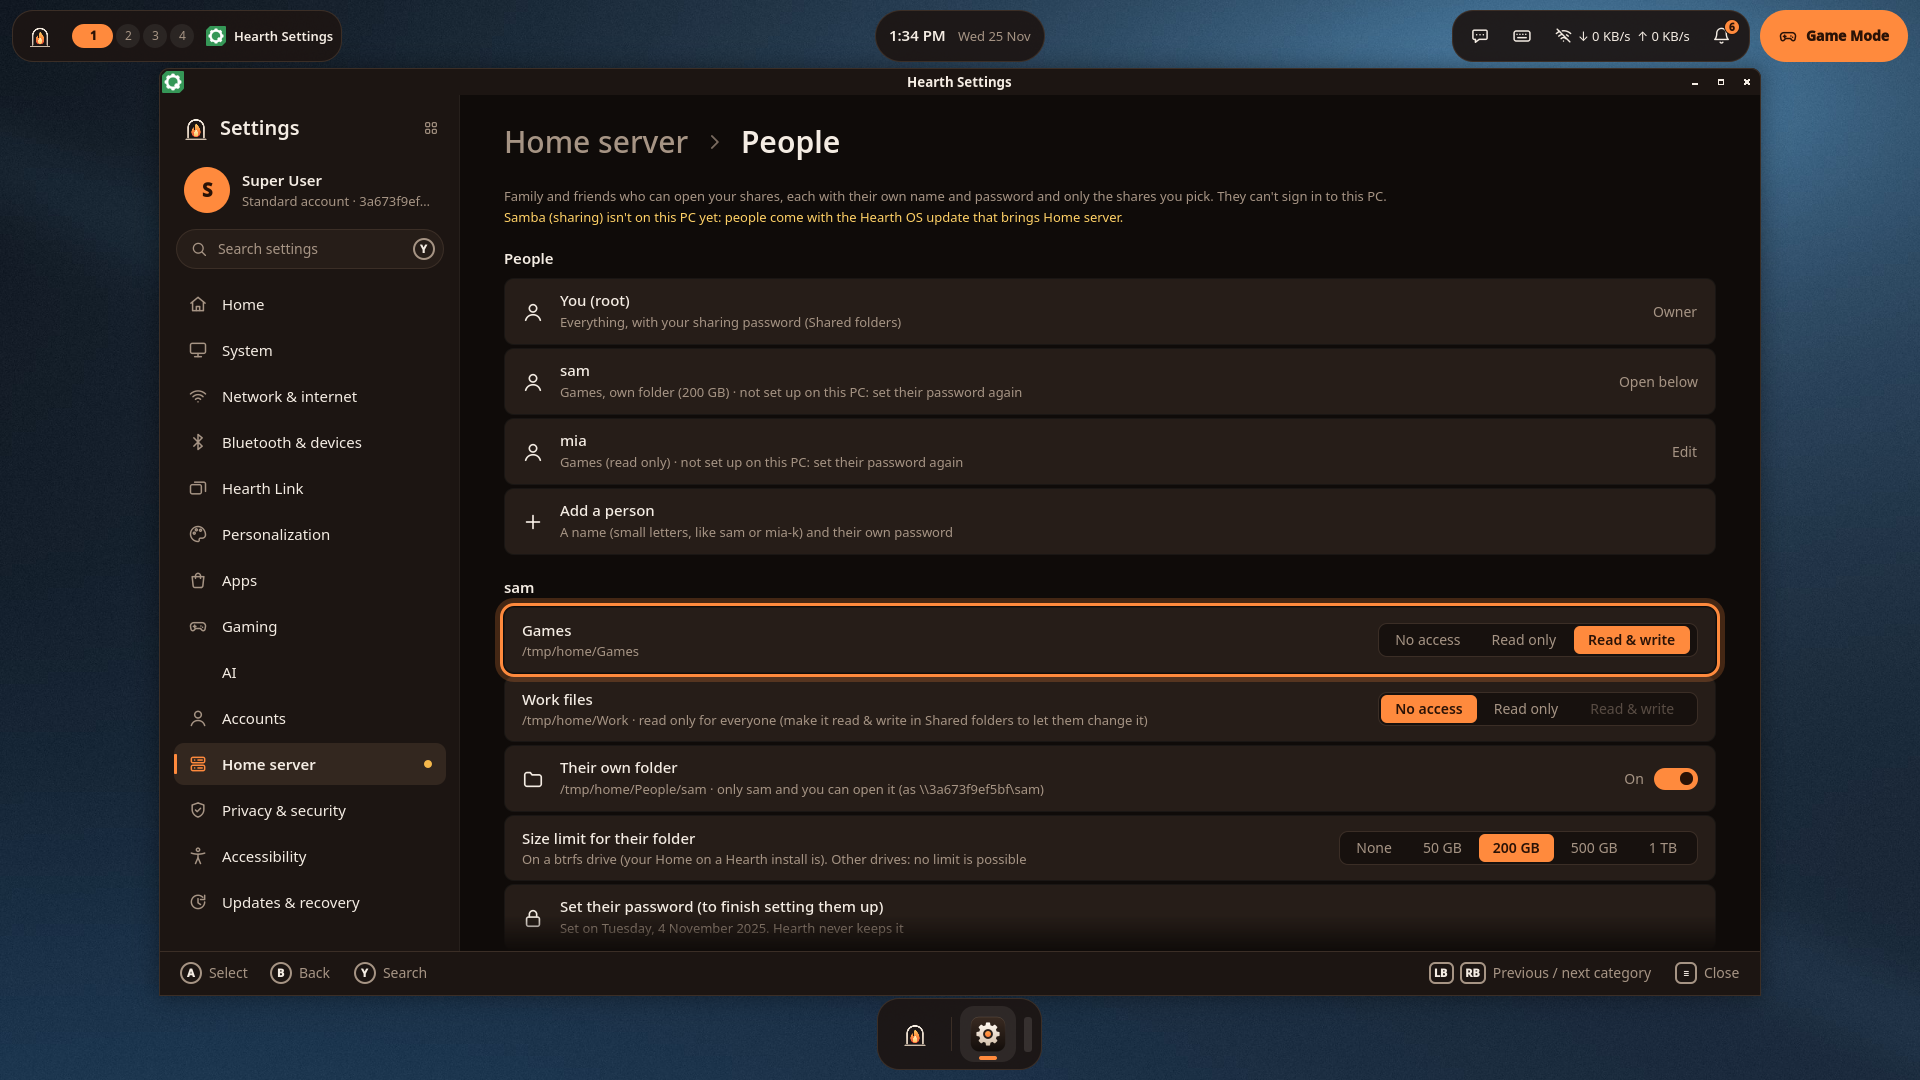 1 2 3 4 Hearth Settings
1:34 PM Wed 25 Nov
↓ 0 KB/s ↑ 0 KB/s
6
Game Mode
Hearth Settings
Settings
S
Super User
Standard account · 3a673f9ef...
Search settings Y
Home
System
Network & internet
Bluetooth & devices
Hearth Link
Personalization
Apps
Gaming
AI
Accounts
Home server
Privacy & security
Accessibility
Updates & recovery
Home server > People
Family and friends who can open your shares, each with their own name and password and only the shares you pick. They can't sign in to this PC.
Samba (sharing) isn't on this PC yet: people come with the Hearth OS update that brings Home server.
People
You (root)
Everything, with your sharing password (Shared folders)
Owner
sam
Games, own folder (200 GB) · not set up on this PC: set their password again
Open below
mia
Games (read only) · not set up on this PC: set their password again
Edit
Add a person
A name (small letters, like sam or mia-k) and their own password
sam
Games
/tmp/home/Games
No access Read only Read & write
Work files
/tmp/home/Work · read only for everyone (make it read & write in Shared folders to let them change it)
No access Read only Read & write
Their own folder
/tmp/home/People/sam · only sam and you can open it (as \\3a673f9ef5bf\sam)
On
Size limit for their folder
On a btrfs drive (your Home on a Hearth install is). Other drives: no limit is possible
None 50 GB 200 GB 500 GB 1 TB
Set their password (to finish setting them up)
Set on Tuesday, 4 November 2025. Hearth never keeps it
A Select B Back Y Search
LB RB Previous / next category ≡ Close